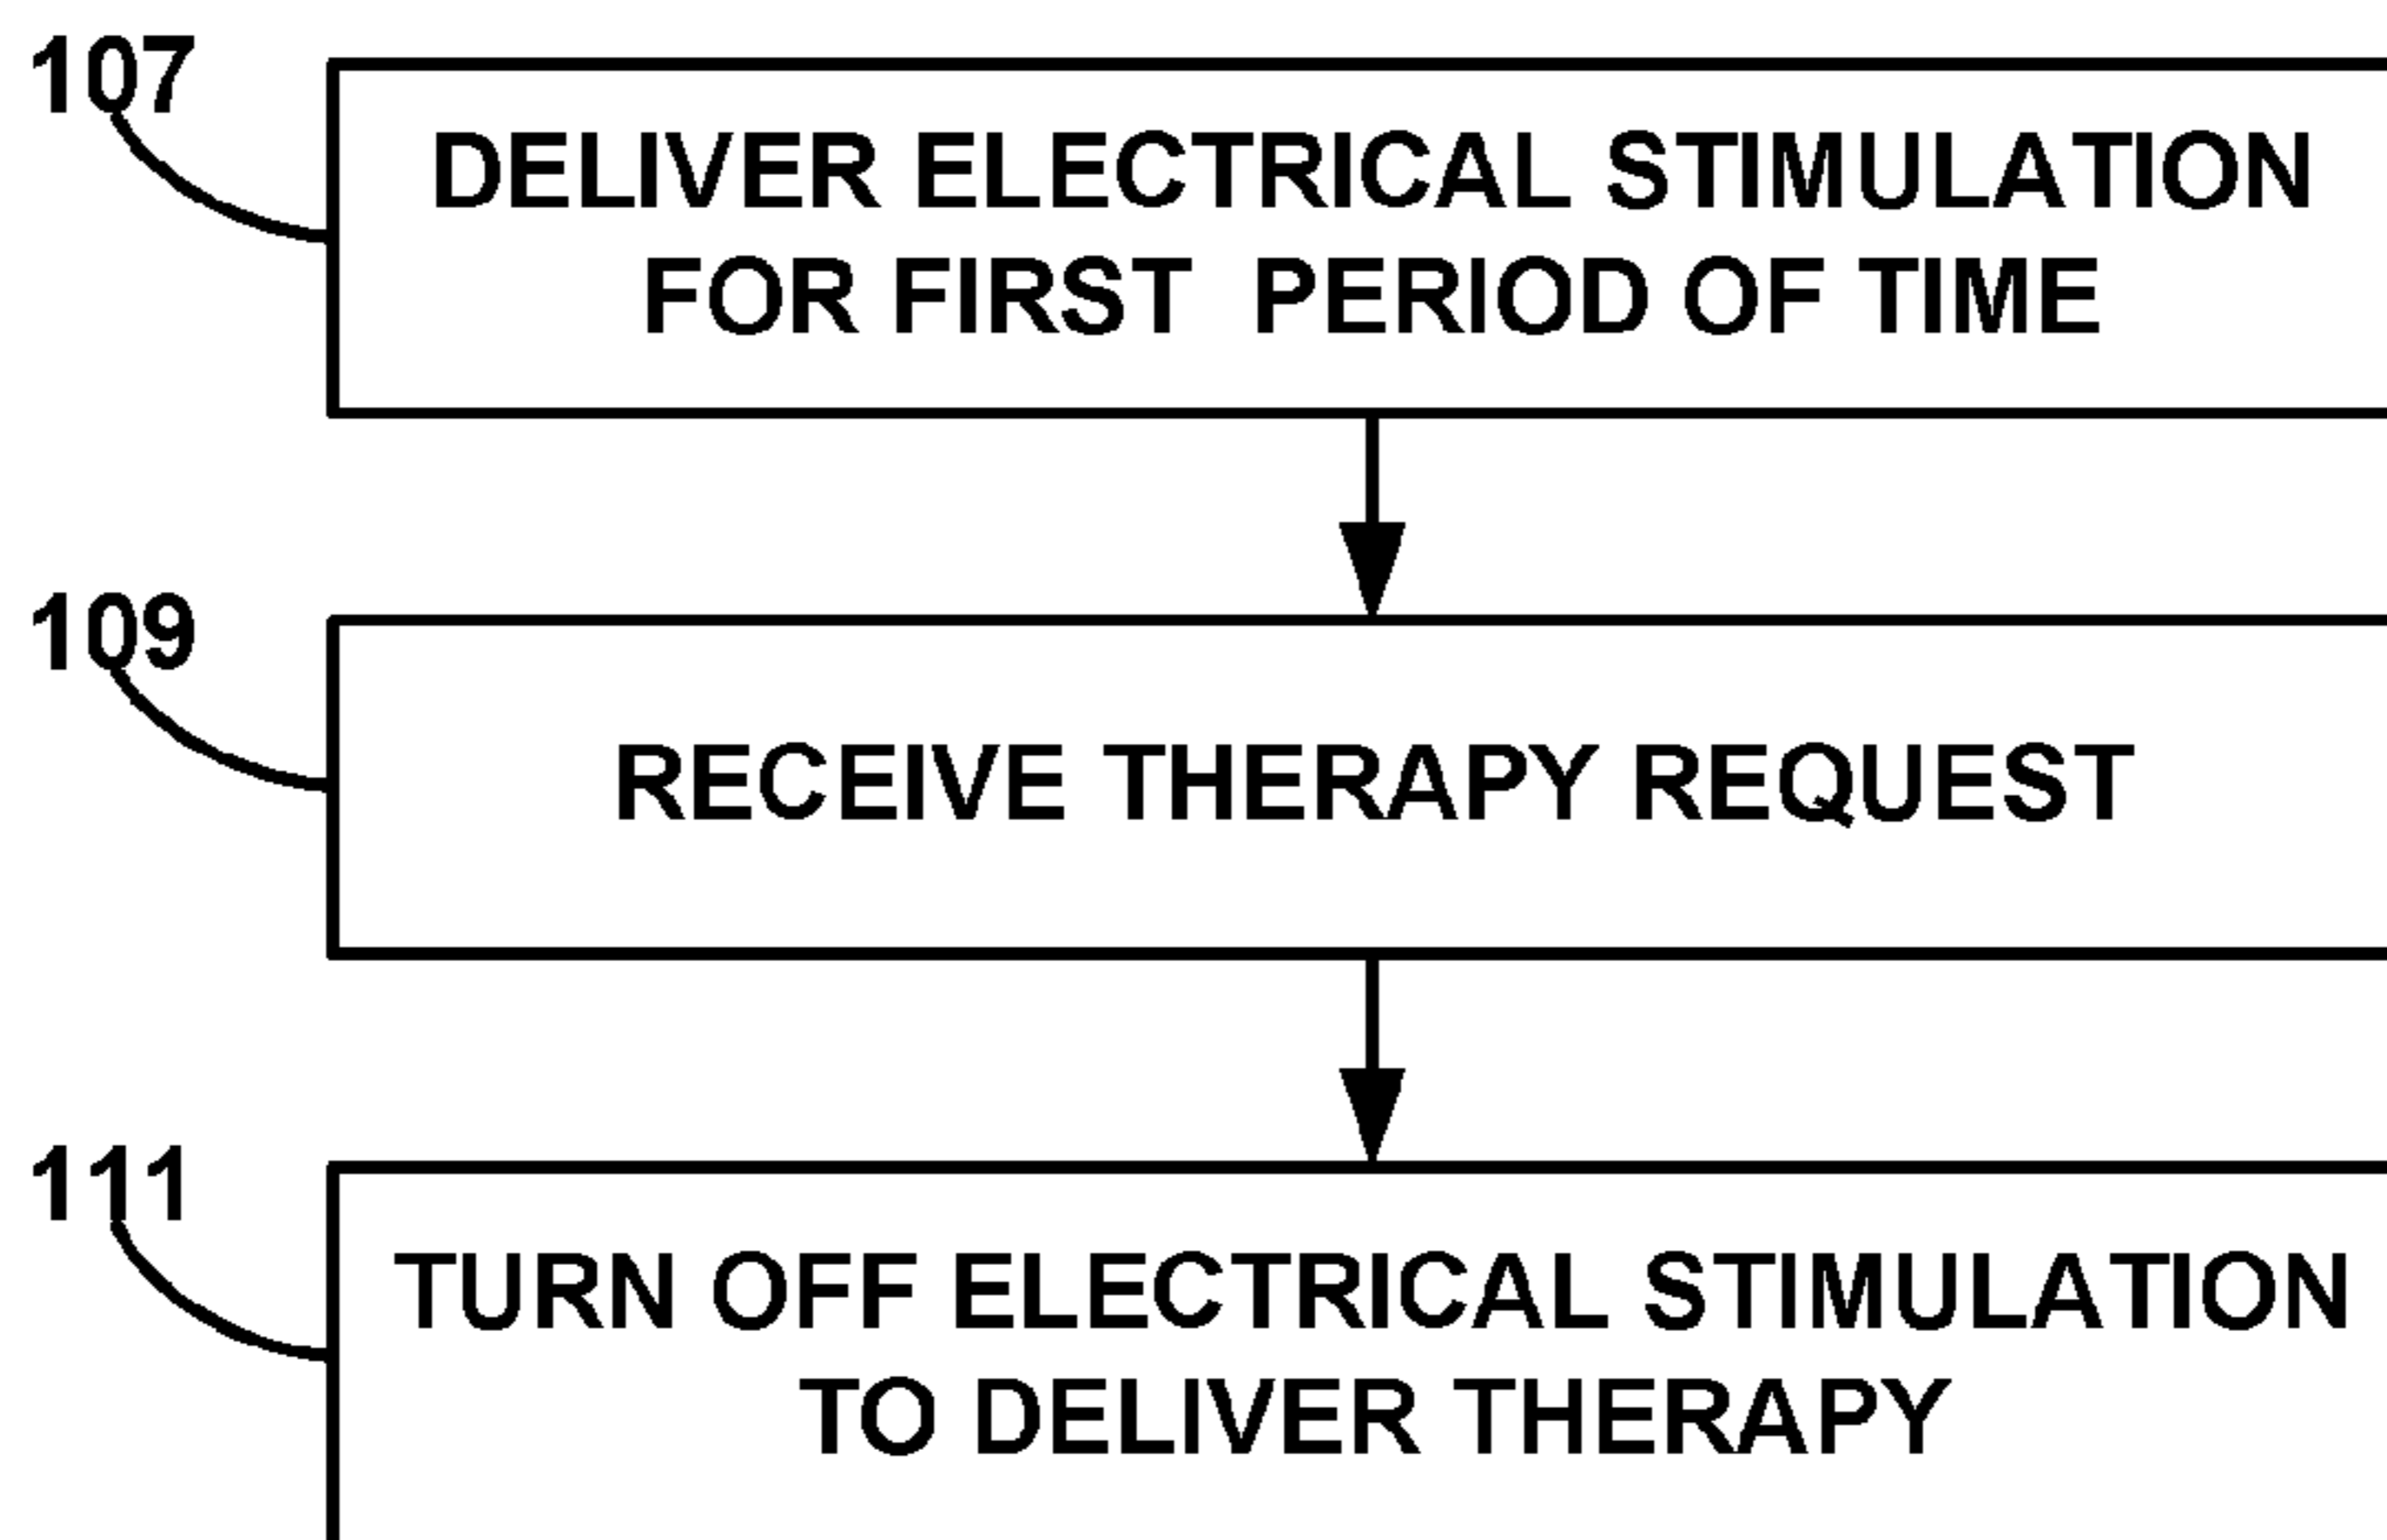 107
DELIVER ELECTRICAL STIMULATION
FOR FIRST PERIOD OF TIME
109
RECEIVE THERAPY REQUEST
111
TURN OFF ELECTRICAL STIMULATION
TO DELIVER THERAPY